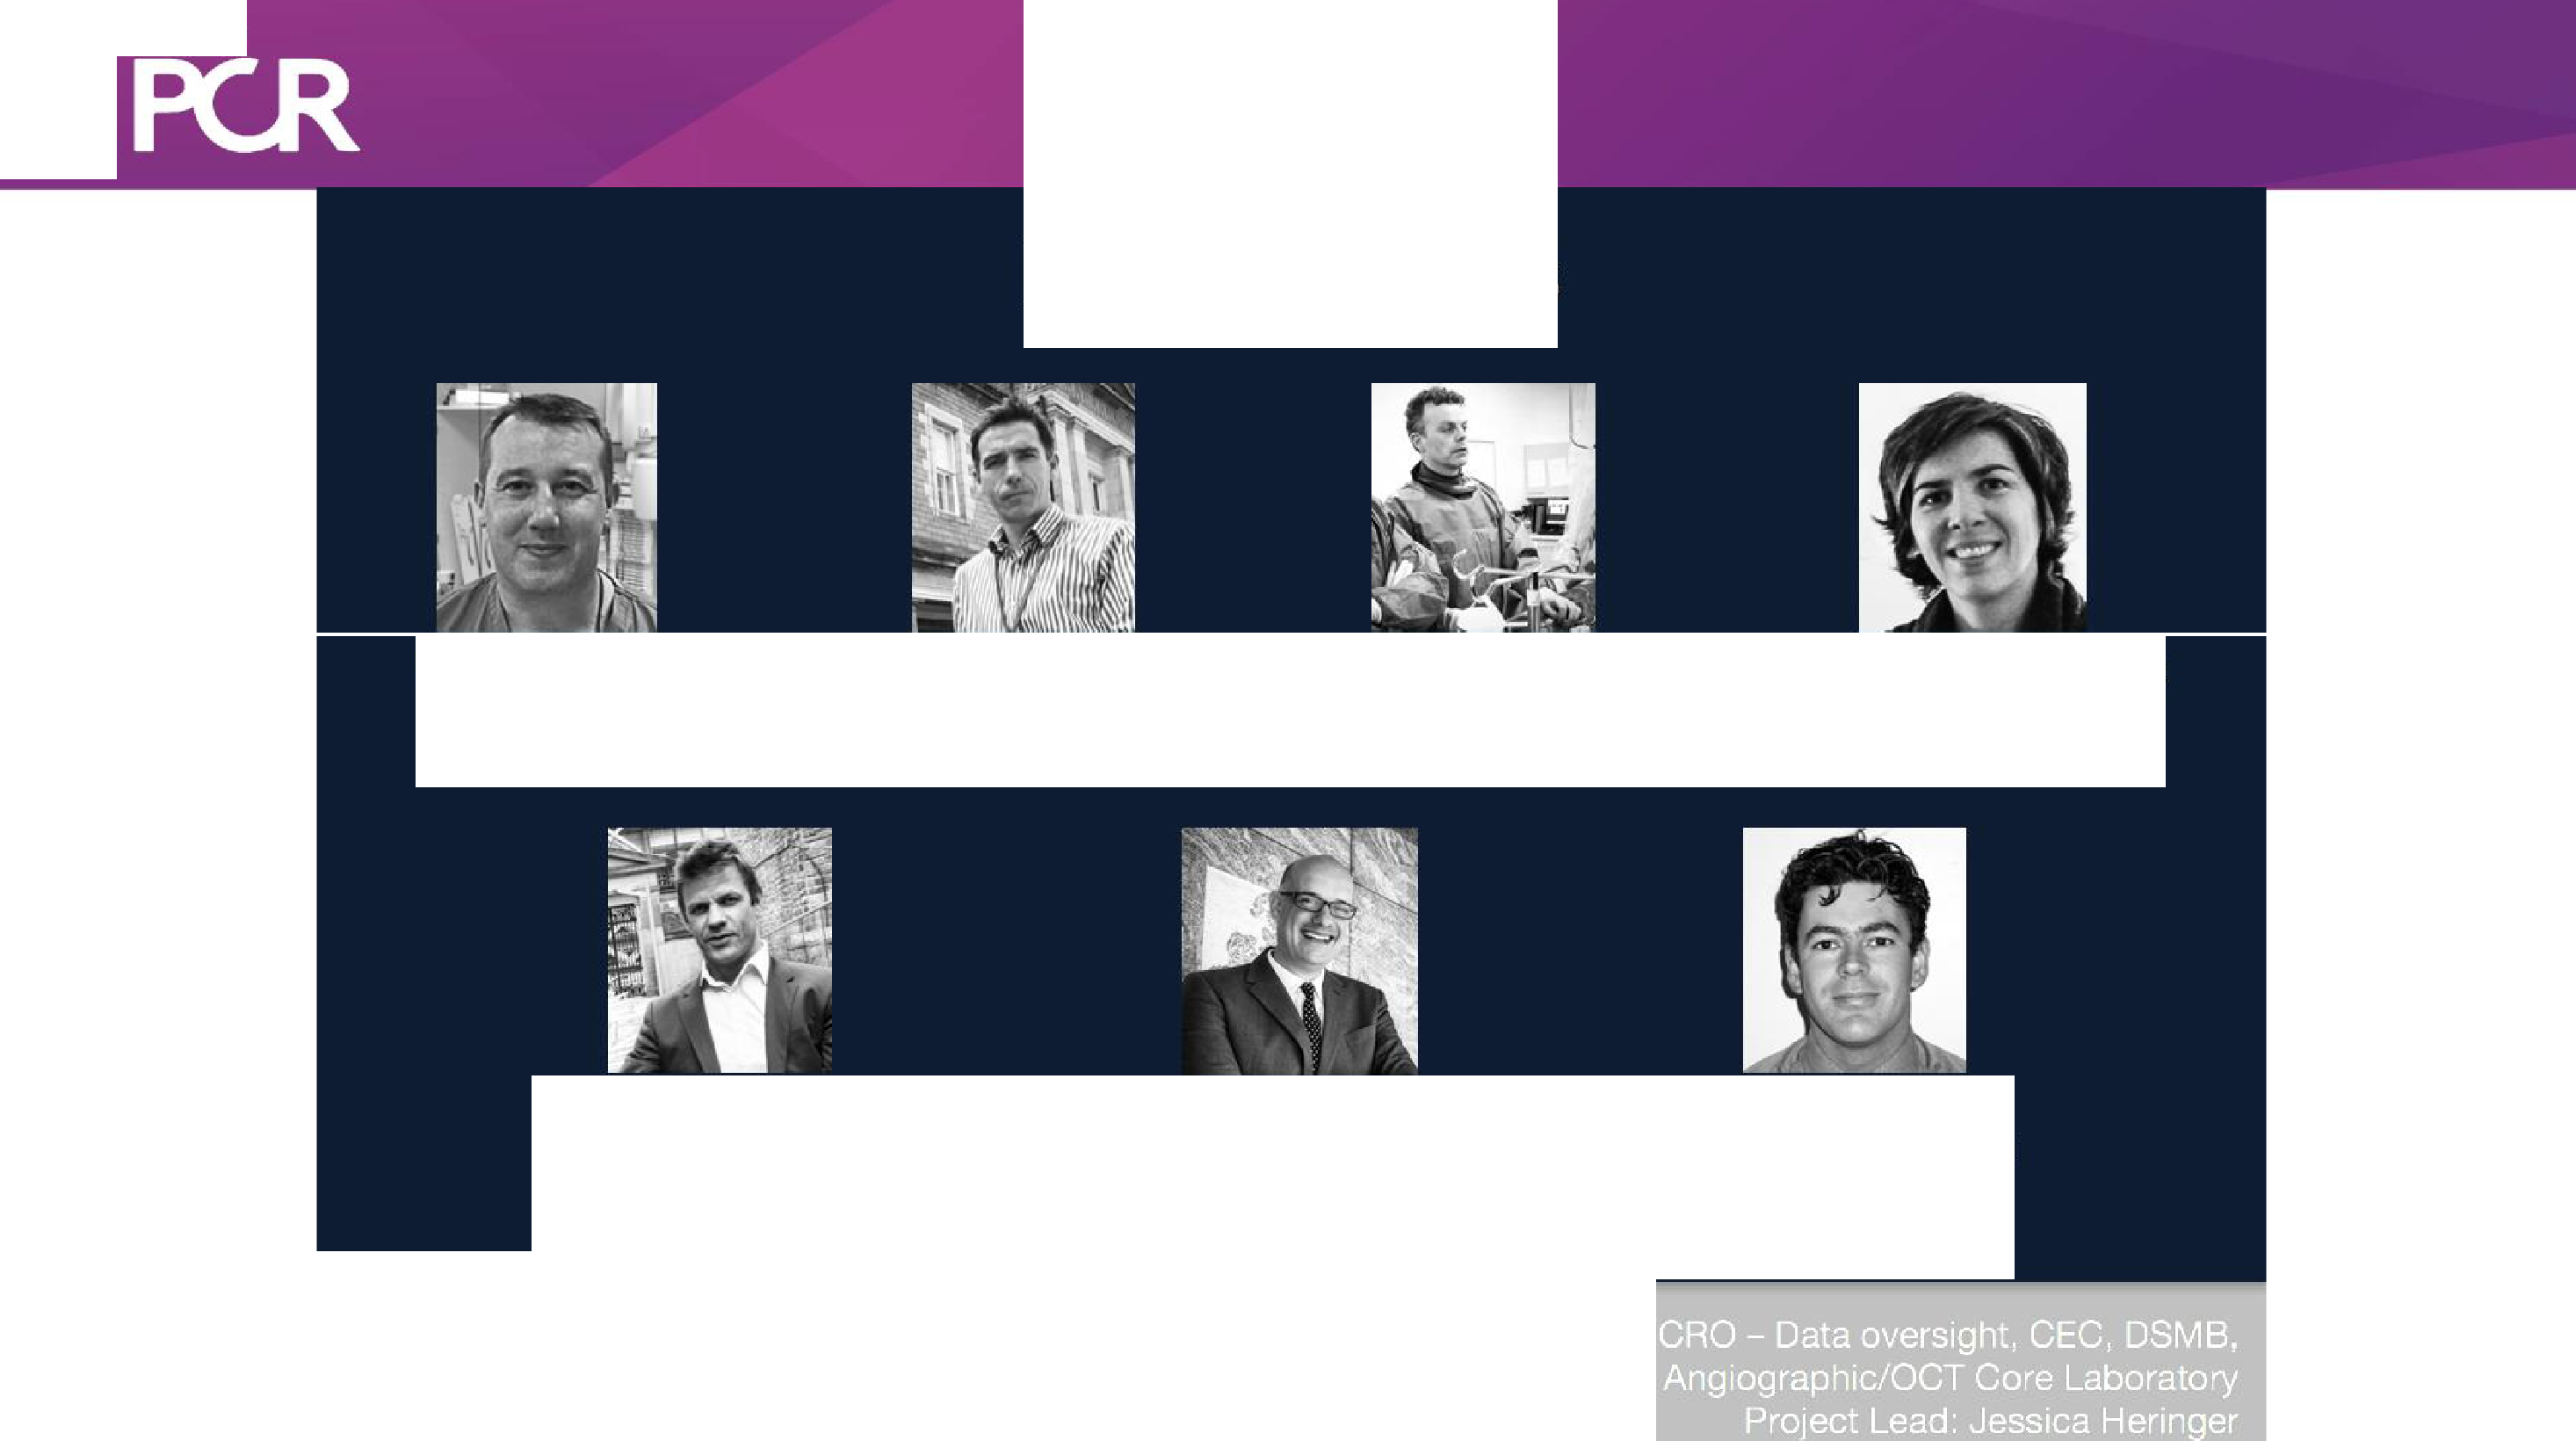 PCR
CRO – Data oversight, CEC, DSMB,
Angiographic/OCT Core Laboratory
Project Lead: Jessica Heringer